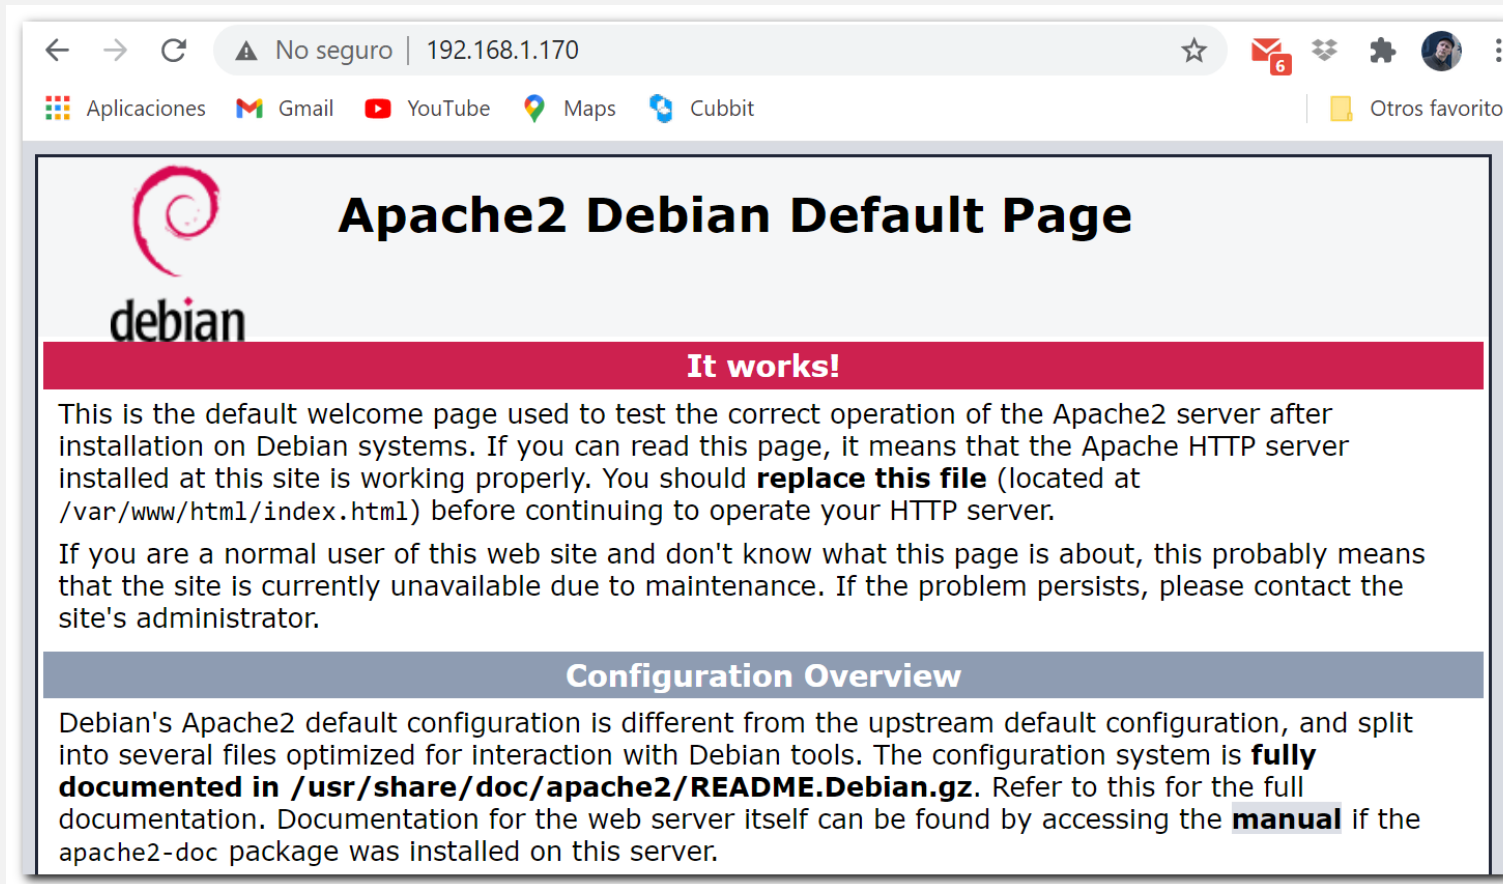 No seguro | 192.168.1.170
6
Aplicaciones Gmail YouTube Maps Cubbit Otros favorito
debian
Apache2 Debian Default Page
It works!
This is the default welcome page used to test the correct operation of the Apache2 server after
installation on Debian systems. If you can read this page, it means that the Apache HTTP server
installed at this site is working properly. You should replace this file (located at
/var/www/html/index.html) before continuing to operate your HTTP server.
If you are a normal user of this web site and don't know what this page is about, this probably means
that the site is currently unavailable due to maintenance. If the problem persists, please contact the
site's administrator.
Configuration Overview
Debian's Apache2 default configuration is different from the upstream default configuration, and split
into several files optimized for interaction with Debian tools. The configuration system is fully
documented in /usr/share/doc/apache2/README.Debian.gz. Refer to this for the full
documentation. Documentation for the web server itself can be found by accessing the manual if the
apache2-doc package was installed on this server.